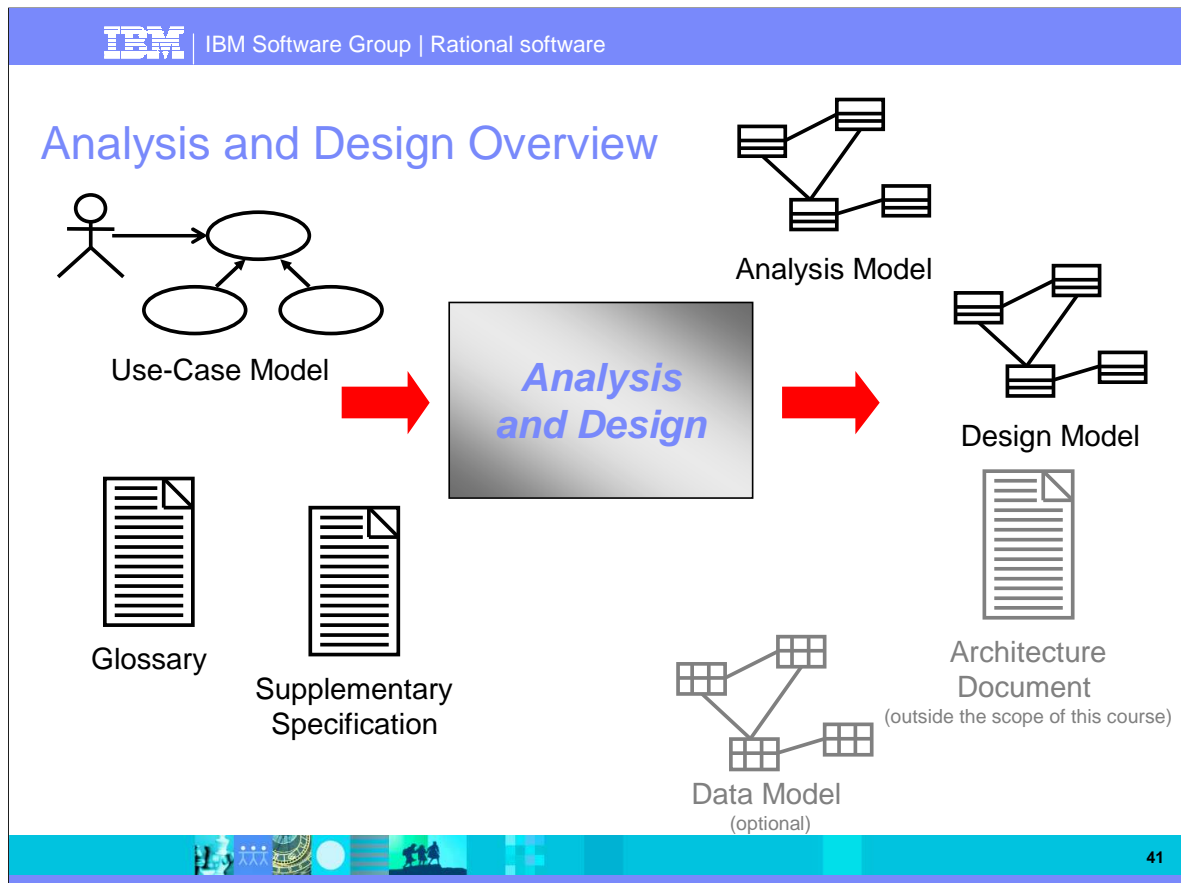 IBM
IBM Software Group | Rational software
Analysis and Design Overview
Use-Case Model
Glossary
Supplementary
Specification
Analysis
and Design
Analysis Model
Design Model
Architecture
Document
(outside the scope of this course)
Data Model
(optional)
41